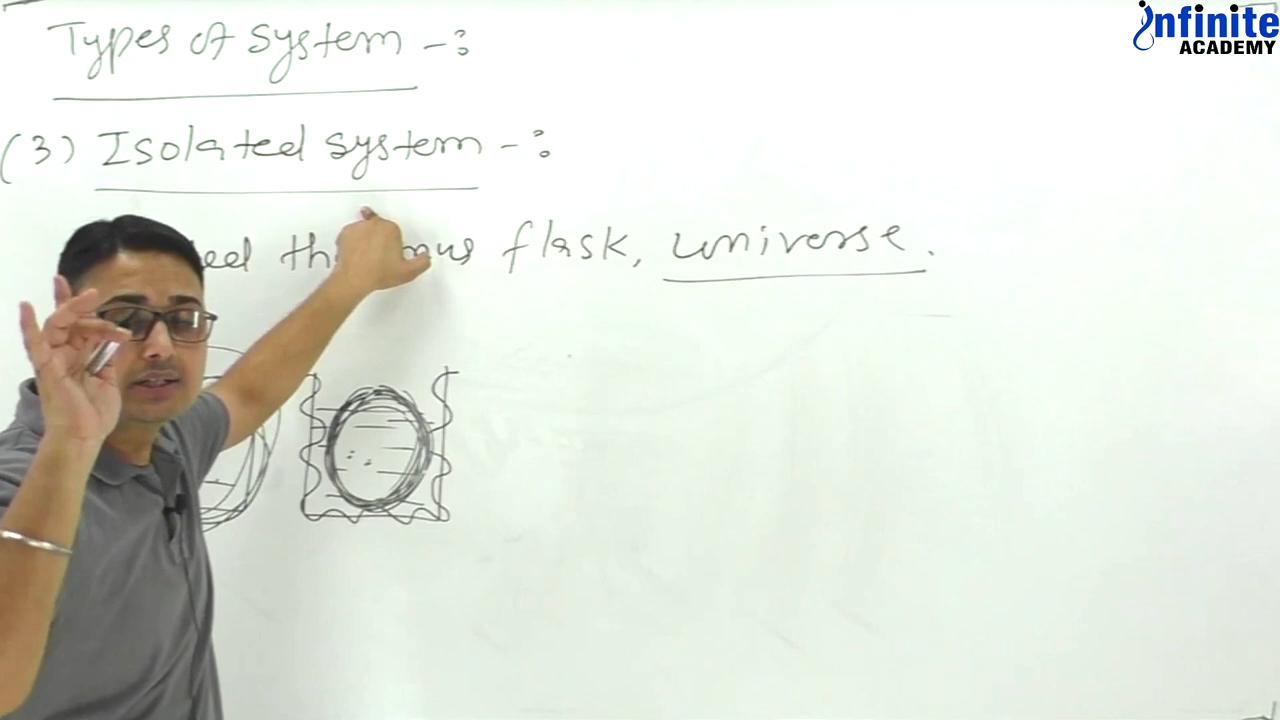 Infinite
ACADEMY
Types of System -:
(3) Isolated system -:
flask, universe.